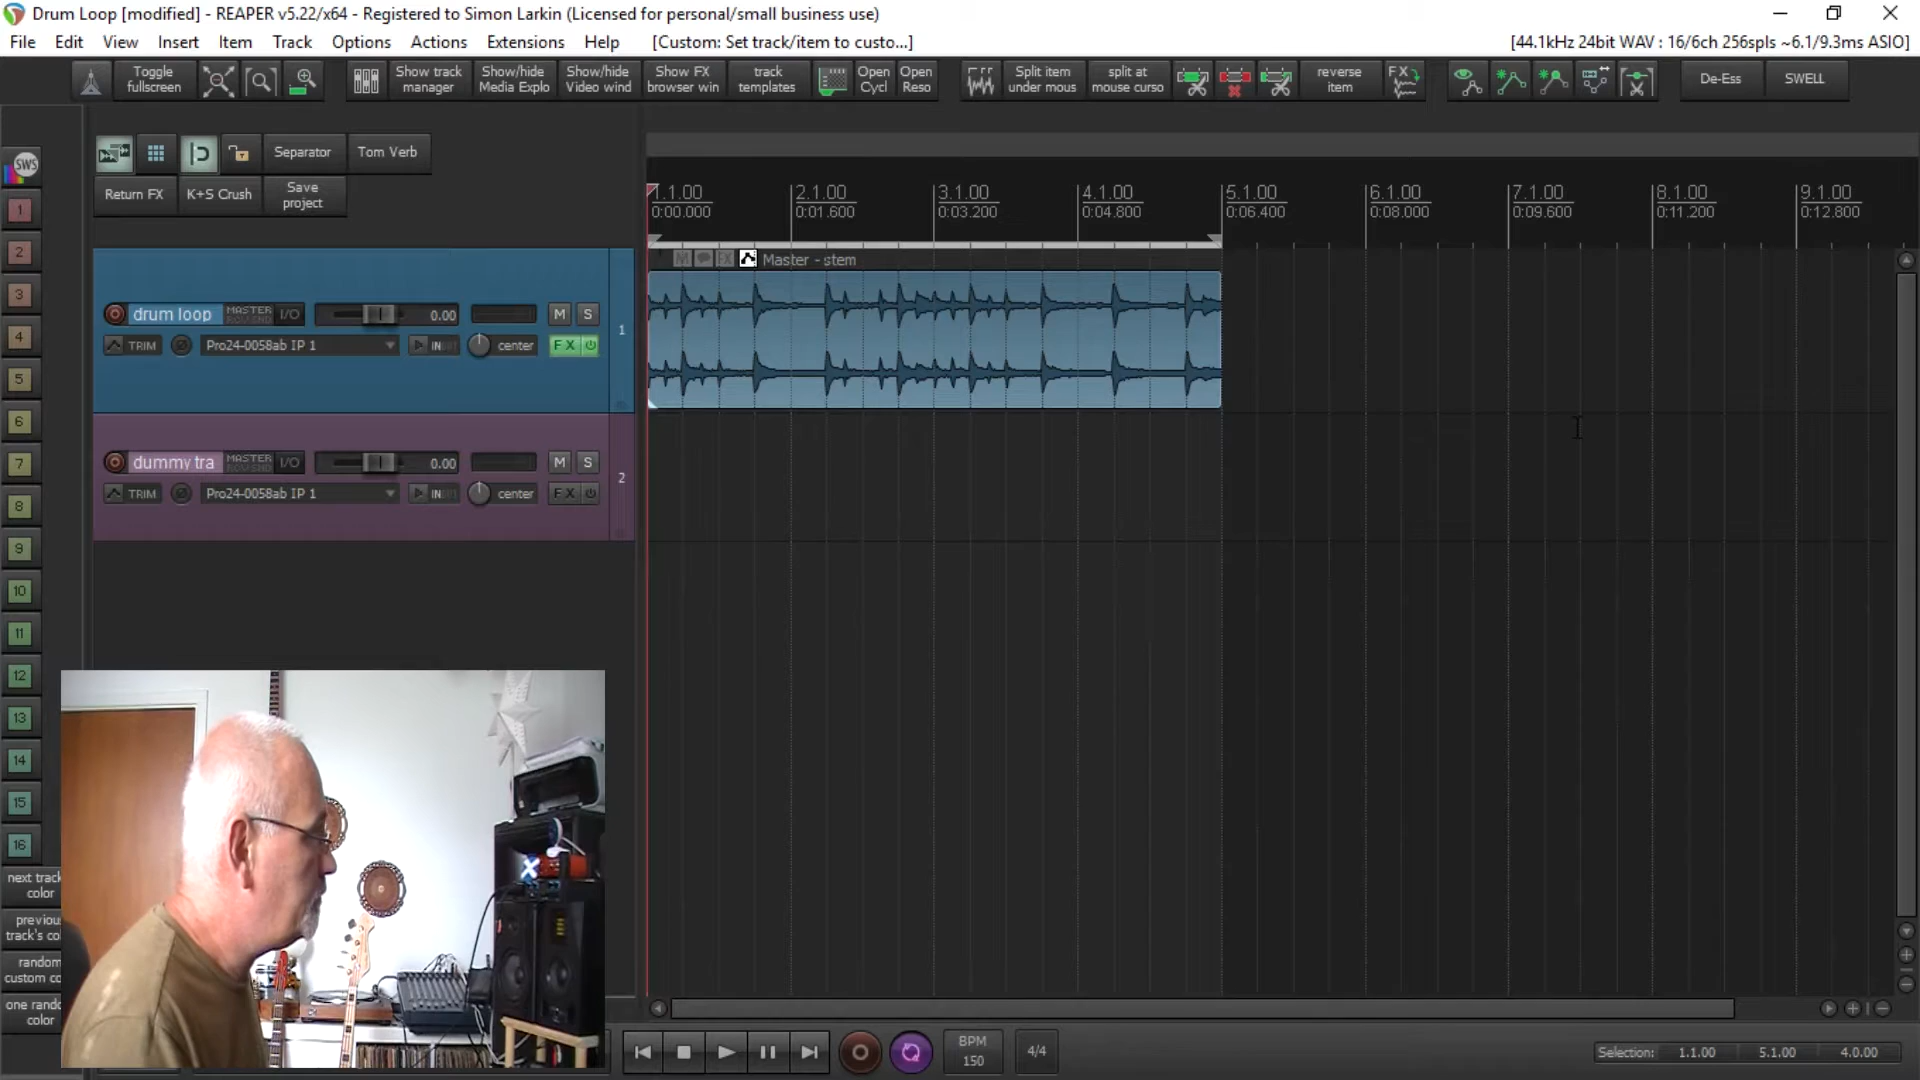 Drum Loop [modified] - REAPER v5.22/x64 - Registered to Simon Larkin (Licensed for personal/small business use)
File Edit View Insert Item Track Options Actions Extensions Help [Custom: Set track/item to custo...] [44.1kHz 24bit WAV : 16/6ch 256spls ~6.1/9.3ms ASIO]
Toggle fullscreen
Show track manager
Show/hide Media Explo
Show/hide Video wind
Show FX browser win
track templates
Open Cycl
Open Reso
Split item under mous
split at mouse curso
reverse item
FX
De-Ess
SWELL
Separator
Tom Verb
Return FX
K+S Crush
Save project
SWS
1.1.00 2.1.00 3.1.00 4.1.00 5.1.00 6.1.00 7.1.00 8.1.00 9.1.00
0:00.000 0:01.600 0:03.200 0:04.800 0:06.400 0:08.000 0:09.600 0:11.200 0:12.800
M FX Master - stem
drum loop MASTER I/O 0.00 M S
TRIM Pro24-0058ab IP 1 IN center FX
1
dummy tra MASTER I/O 0.00 M S
TRIM Pro24-0058ab IP 1 IN center FX
2
1
2
3
4
5
6
7
8
9
10
11
12
13
14
15
16
next track
color
previou
track's co
random
custom co
one rando
color
BPM
150
4/4
Selection: 1.1.00 5.1.00 4.0.00